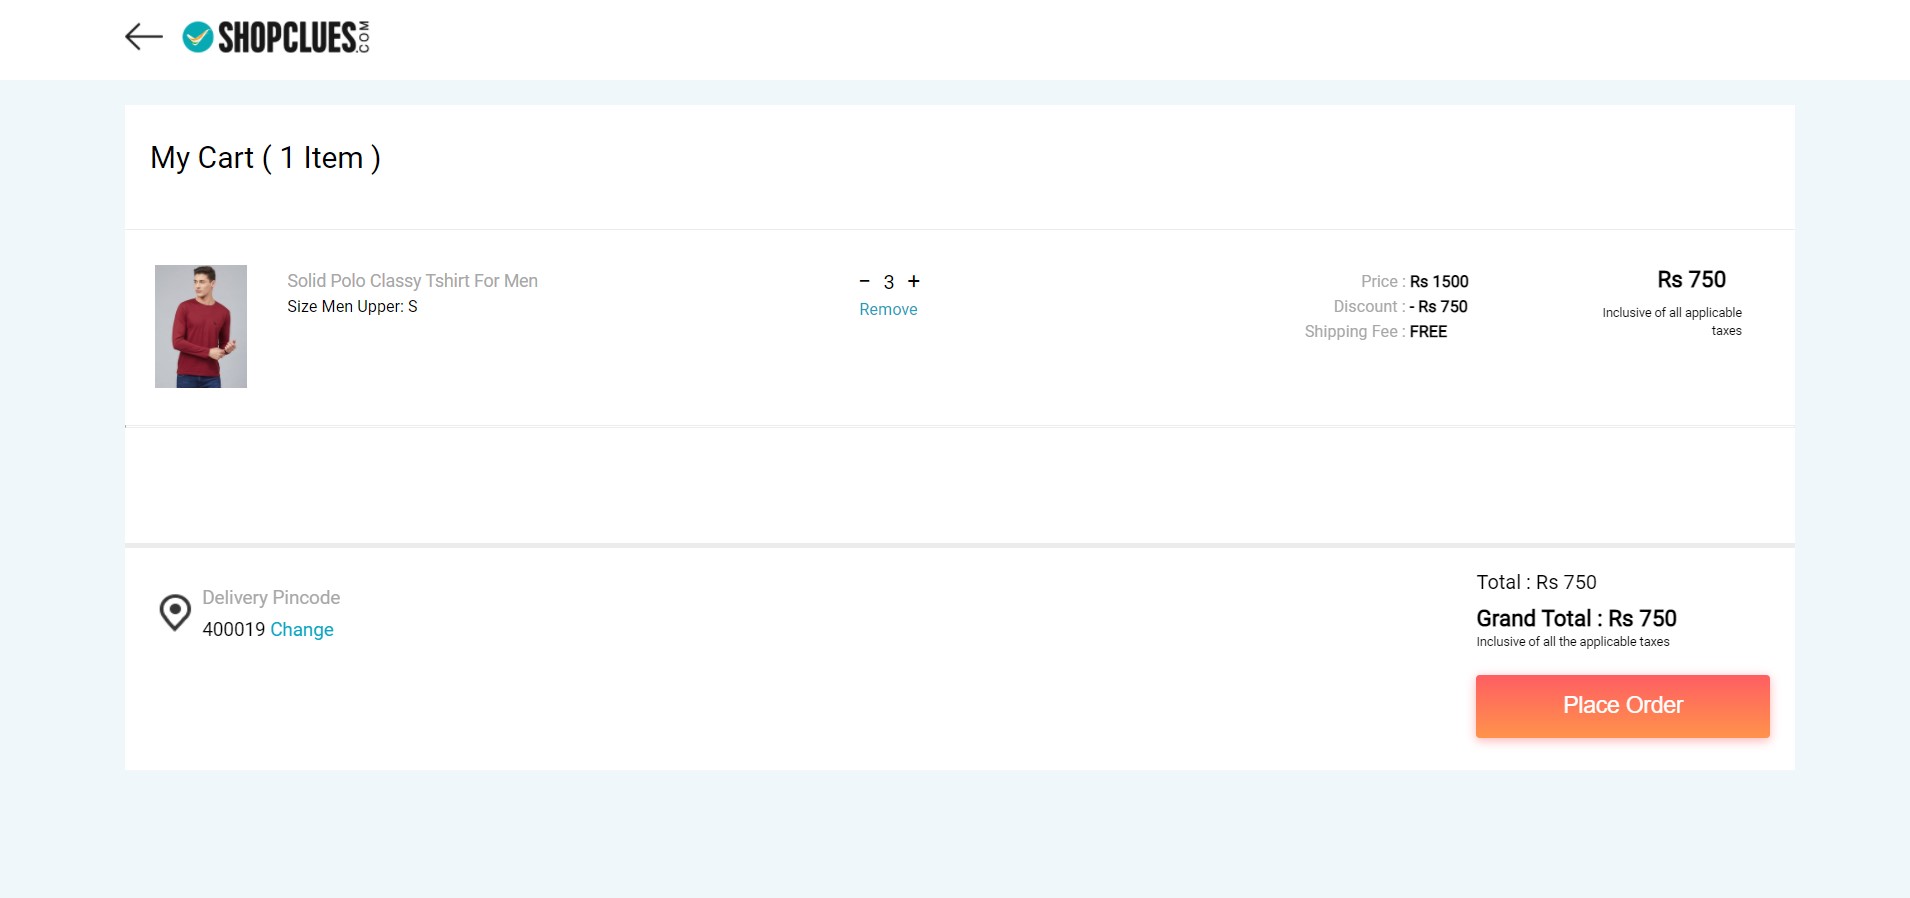 SHOPCLUES.COM
My Cart ( 1 Item )
Solid Polo Classy Tshirt For Men
Size Men Upper: S
− 3 +
Remove
Price : Rs 1500
Discount : - Rs 750
Shipping Fee : FREE
Rs 750
Inclusive of all applicable
taxes
Delivery Pincode
400019 Change
Total : Rs 750
Grand Total : Rs 750
Inclusive of all the applicable taxes
Place Order